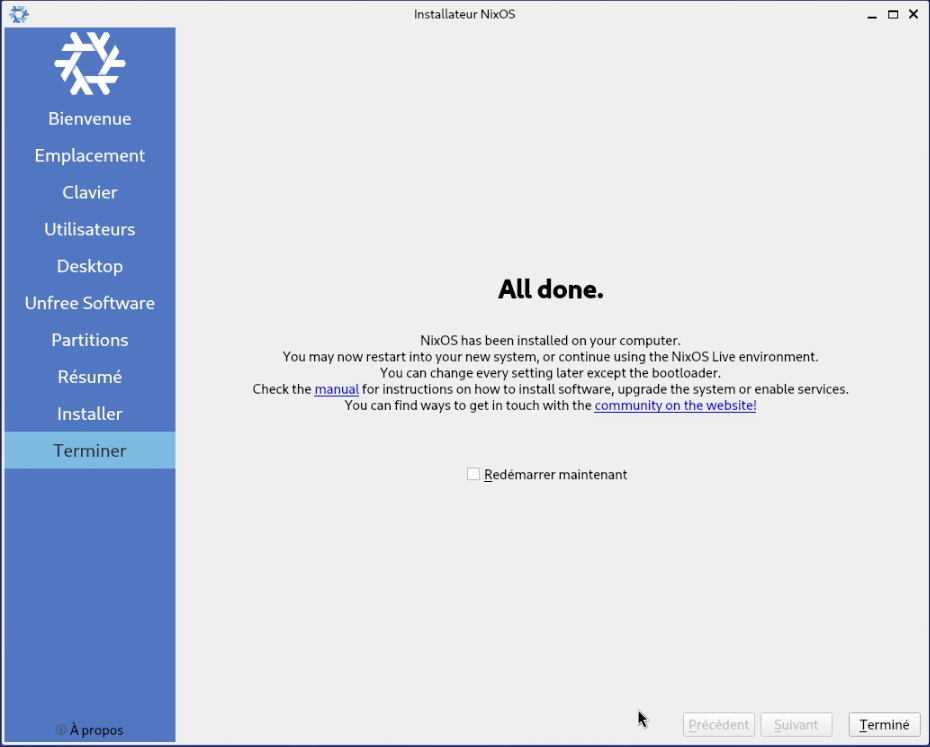 Installateur NixOS
Bienvenue
Emplacement
Clavier
Utilisateurs
Desktop
Unfree Software
Partitions
Résumé
Installer
Terminer
À propos
All done.
NixOS has been installed on your computer.
You may now restart into your new system, or continue using the NixOS Live environment.
You can change every setting later except the bootloader.
Check the manual for instructions on how to install software, upgrade the system or enable services.
You can find ways to get in touch with the community on the website!
Redémarrer maintenant
Précédent
Suivant
Terminé